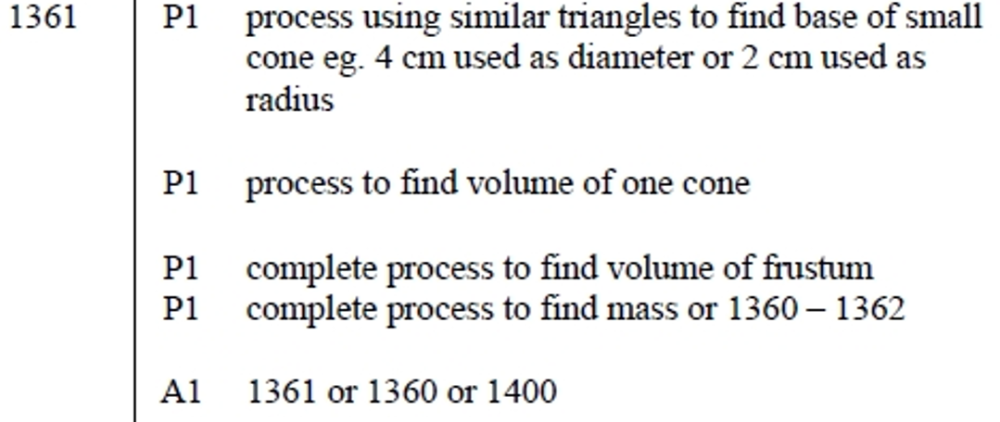 1361 P1 process using similar triangles to find base of small
cone eg. 4 cm used as diameter or 2 cm used as
radius
P1 process to find volume of one cone
P1 complete process to find volume of frustum
P1 complete process to find mass or 1360 – 1362
A1 1361 or 1360 or 1400